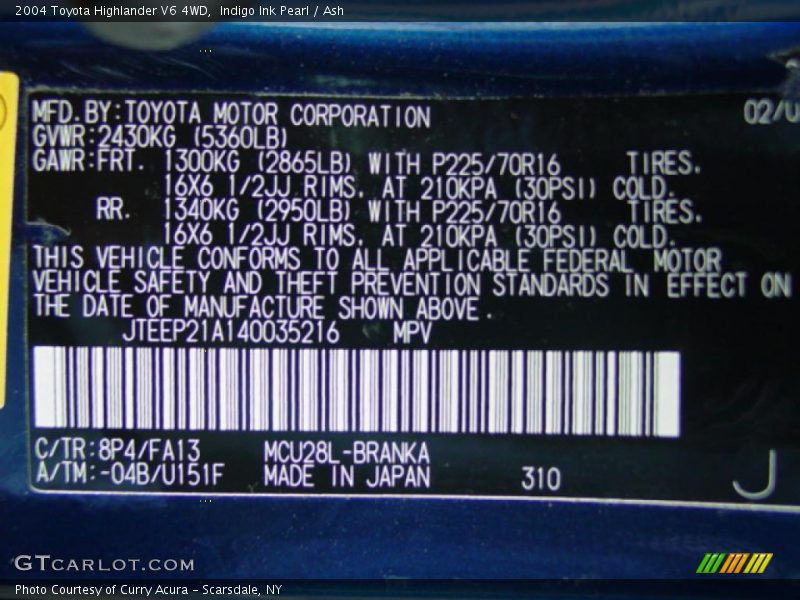 2004 Toyota Highlander V6 4WD, Indigo Ink Pearl / Ash
MFD.BY:TOYOTA MOTOR CORPORATION 02/0
GVWR:2430KG (5360LB)
GAWR:FRT. 1300KG (2865LB) WITH P225/70R16 TIRES.
16X6 1/2JJ RIMS. AT 210KPA (30PSI) COLD.
RR. 1340KG (2950LB) WITH P225/70R16 TIRES.
16X6 1/2JJ RIMS. AT 210KPA (30PSI) COLD.
THIS VEHICLE CONFORMS TO ALL APPLICABLE FEDERAL MOTOR
VEHICLE SAFETY AND THEFT PREVENTION STANDARDS IN EFFECT ON
THE DATE OF MANUFACTURE SHOWN ABOVE.
JTEEP21A140035216 MPV
C/TR:8P4/FA13 MCU28L-BRANKA
A/TM:-04B/U151F MADE IN JAPAN 310 J
GTCARLOT.COM
Photo Courtesy of Curry Acura - Scarsdale, NY